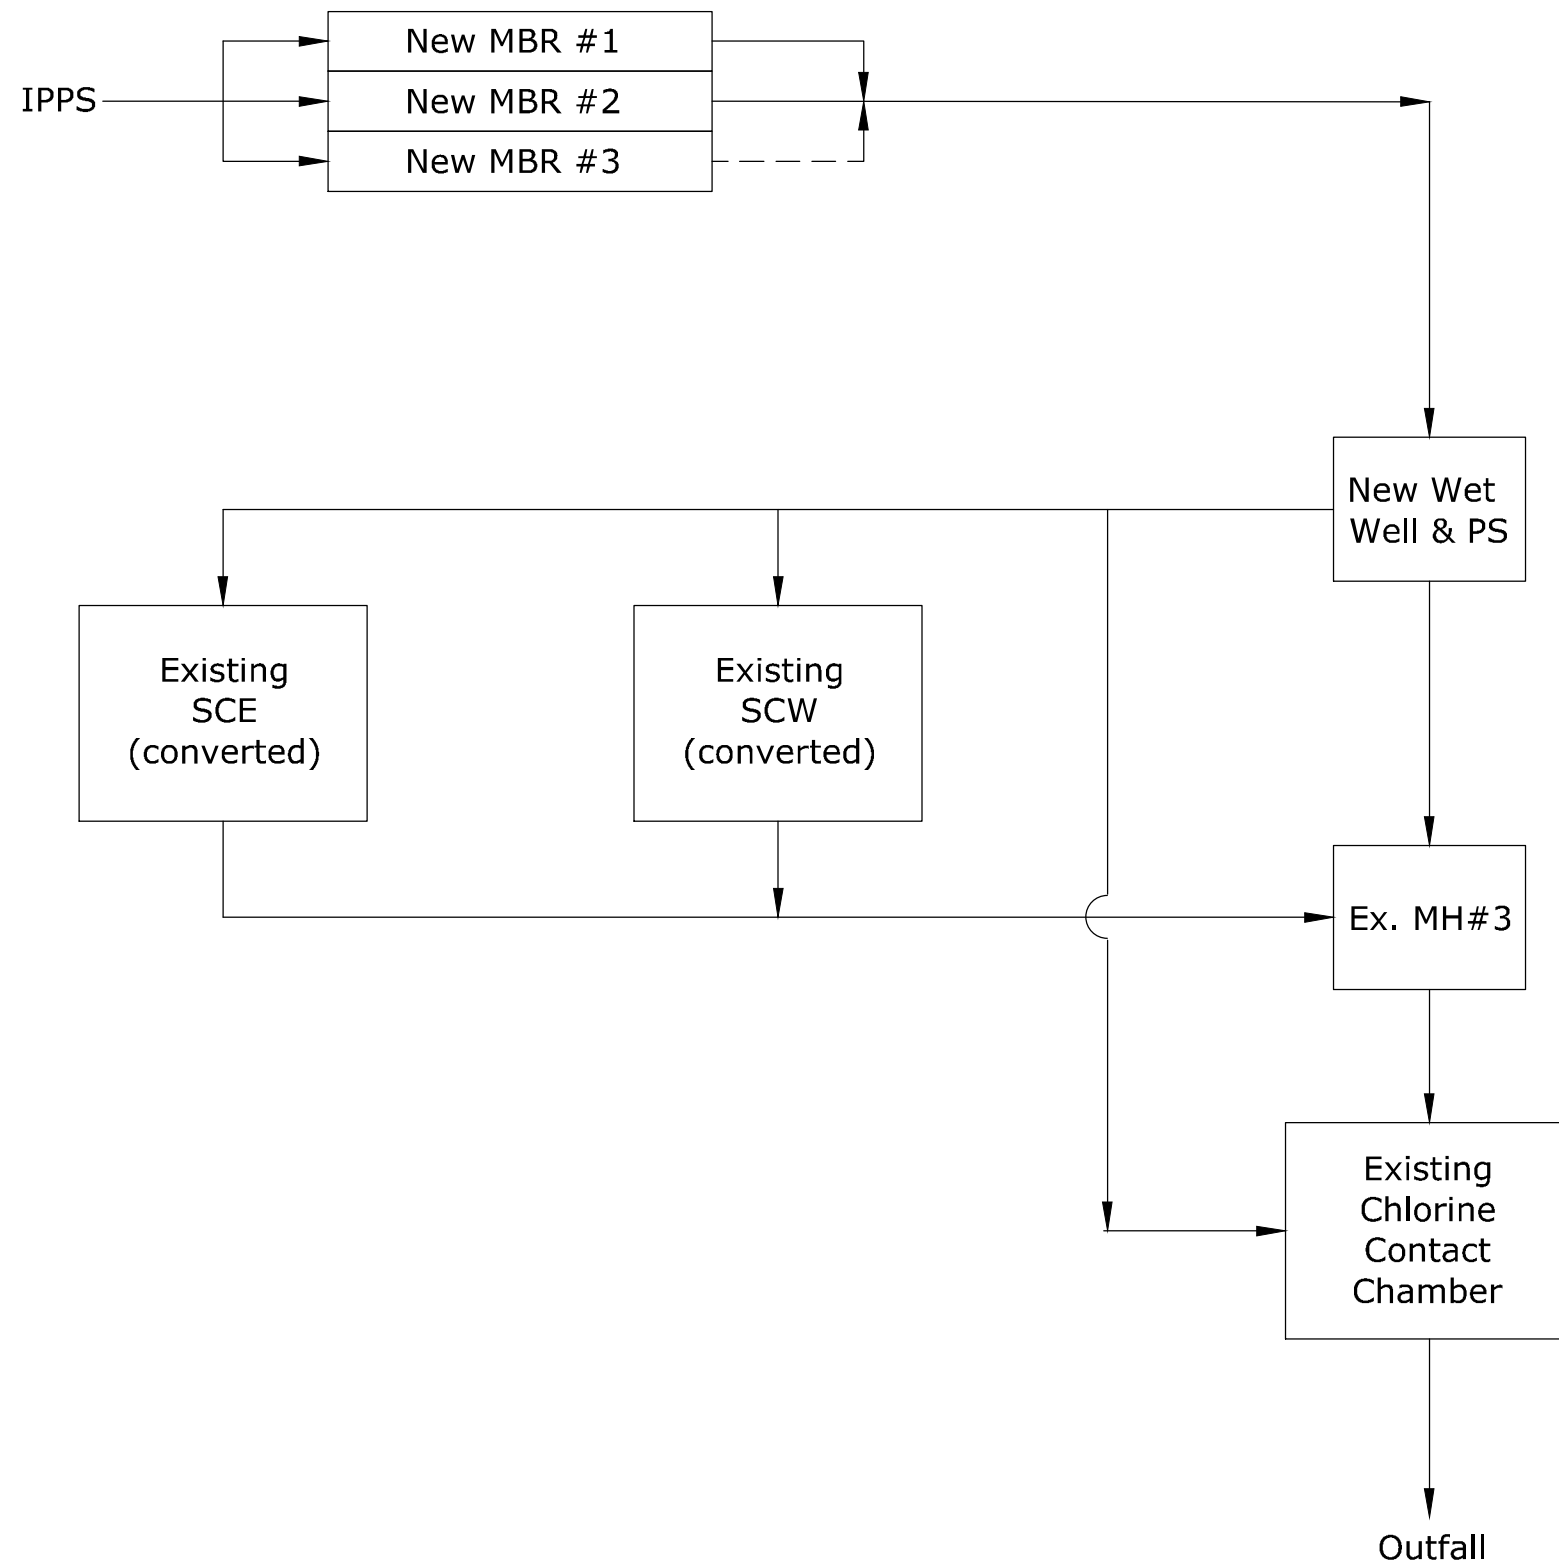 New MBR #1
IPPS
New MBR #2
New MBR #3
New Wet
Well & PS
Existing
SCE
(converted)
Existing
SCW
(converted)
Ex. MH#3
Existing
Chlorine
Contact
Chamber
Outfall